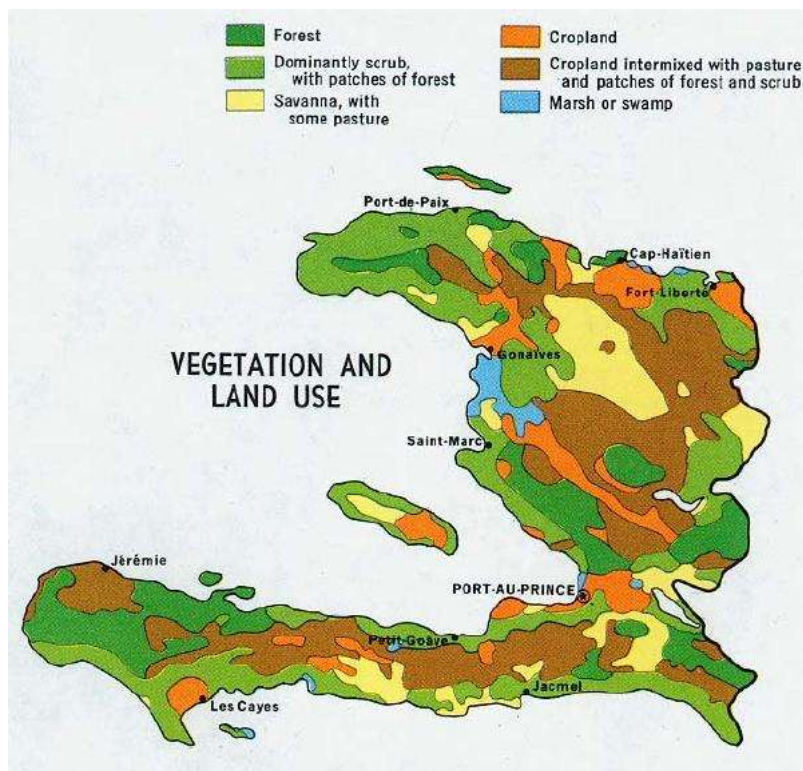 Forest
Dominantly scrub,
with patches of forest
Savanna, with
some pasture
Cropland
Cropland intermixed with pasture
and patches of forest and scrub
Marsh or swamp
Port-de-Paix
Cap-Haïtien
Fort-Liberté
VEGETATION AND
LAND USE
Gonaïves
Saint-Marc
Jérémie
PORT-AU-PRINCE
Petit-Goâve
Les Cayes
Jacmel